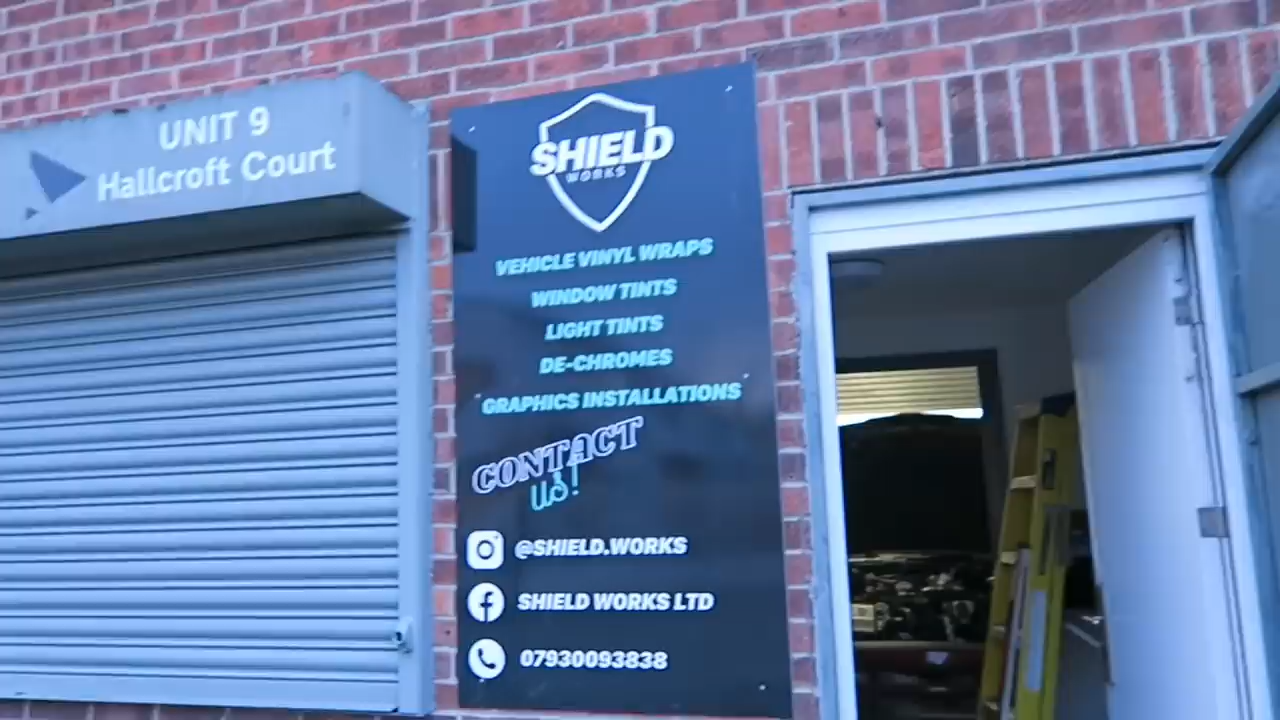 UNIT 9
Hallcroft Court
SHIELD
WORKS
VEHICLE VINYL WRAPS
WINDOW TINTS
LIGHT TINTS
DE-CHROMES
GRAPHICS INSTALLATIONS
CONTACT
US!
@SHIELD.WORKS
SHIELD WORKS LTD
07930093838